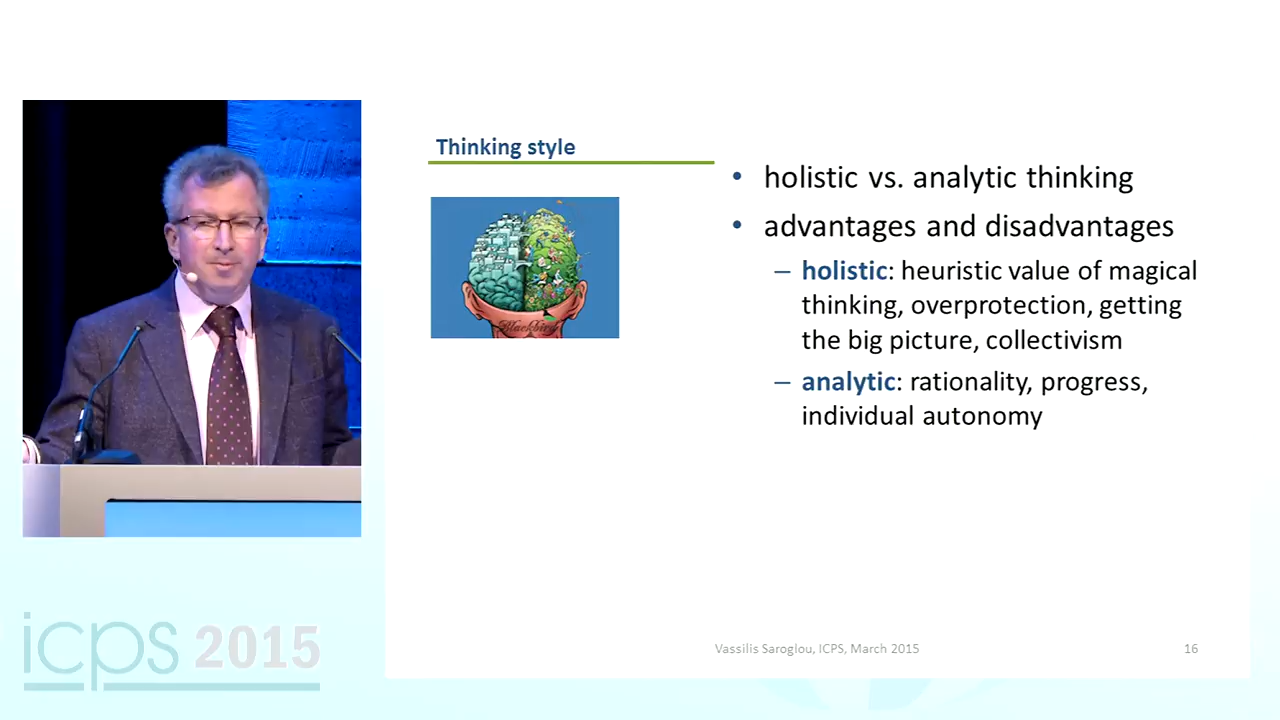 Thinking style
• holistic vs. analytic thinking
• advantages and disadvantages
– holistic: heuristic value of magical
thinking, overprotection, getting
the big picture, collectivism
– analytic: rationality, progress,
individual autonomy
Blackbird
icps 2015
Vassilis Saroglou, ICPS, March 2015
16